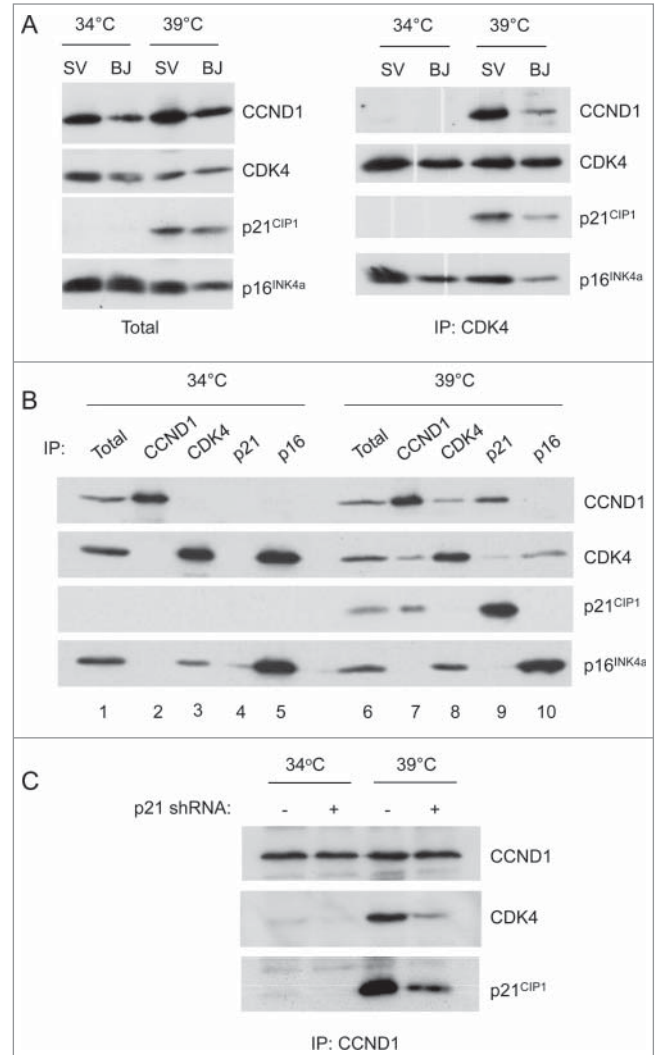 A
34°C 39°C 34°C 39°C
SV BJ SV BJ SV BJ SV BJ
CCND1 CCND1
CDK4 CDK4
p21CIP1 p21CIP1
p16INK4a p16INK4a
Total IP: CDK4
B
34°C 39°C
IP: Total CCND1 CDK4 p21 p16 Total CCND1 CDK4 p21 p16
CCND1
CDK4
p21CIP1
p16INK4a
1 2 3 4 5 6 7 8 9 10
C
34°C 39°C
p21 shRNA: - + - +
CCND1
CDK4
p21CIP1
IP: CCND1